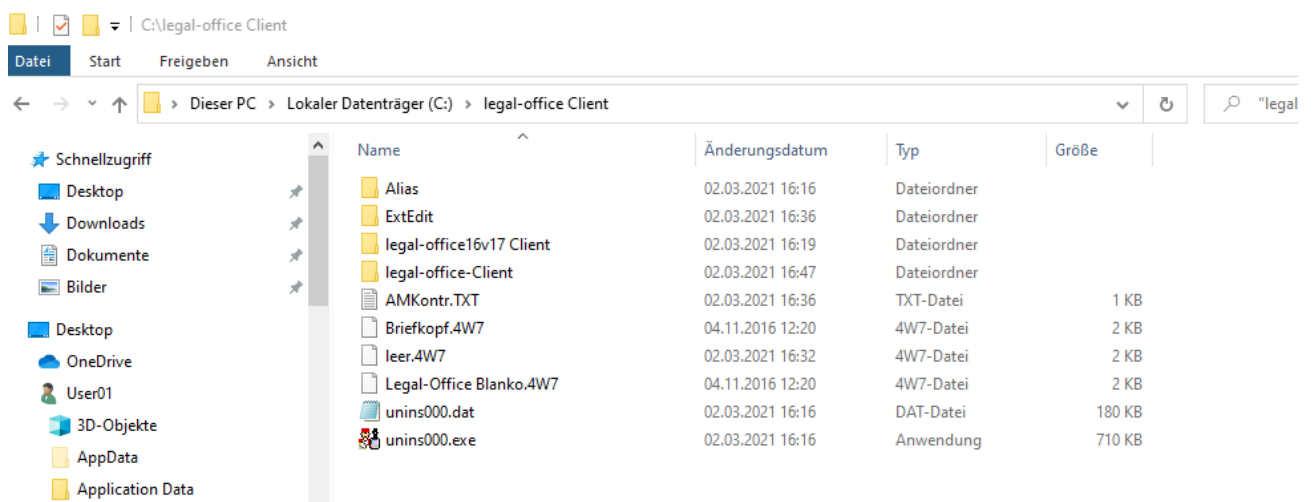 C:\legal-office Client
Datei Start Freigeben Ansicht
Dieser PC > Lokaler Datenträger (C:) > legal-office Client "legal
Schnellzugriff
Desktop
Downloads
Dokumente
Bilder
Desktop
OneDrive
User01
3D-Objekte
AppData
Application Data
Name Änderungsdatum Typ Größe
Alias 02.03.2021 16:16 Dateiordner
ExtEdit 02.03.2021 16:36 Dateiordner
legal-office16v17 Client 02.03.2021 16:19 Dateiordner
legal-office-Client 02.03.2021 16:47 Dateiordner
AMKontr.TXT 02.03.2021 16:36 TXT-Datei 1 KB
Briefkopf.4W7 04.11.2016 12:20 4W7-Datei 2 KB
leer.4W7 02.03.2021 16:32 4W7-Datei 2 KB
Legal-Office Blanko.4W7 04.11.2016 12:20 4W7-Datei 2 KB
unins000.dat 02.03.2021 16:16 DAT-Datei 180 KB
unins000.exe 02.03.2021 16:16 Anwendung 710 KB